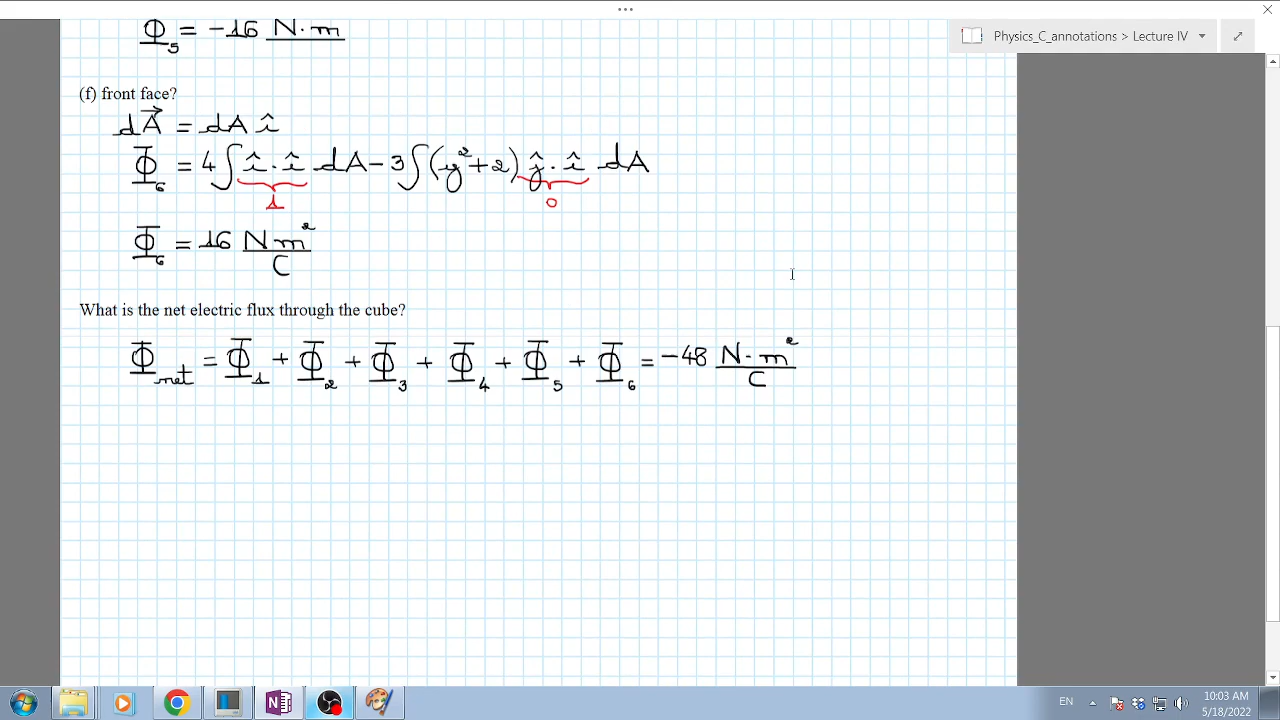 Φ₅ = -16 N·m
Physics_C_annotations > Lecture IV
(f) front face?
dA⃗ = dA î
Φ₆ = 4∫ î · î dA - 3∫(y²+2) ĵ · î dA
1 0
Φ₆ = 16 N m²/C
What is the net electric flux through the cube?
Φnet = Φ₁ + Φ₂ + Φ₃ + Φ₄ + Φ₅ + Φ₆ = -48 N·m²/C
EN
10:03 AM
5/18/2022